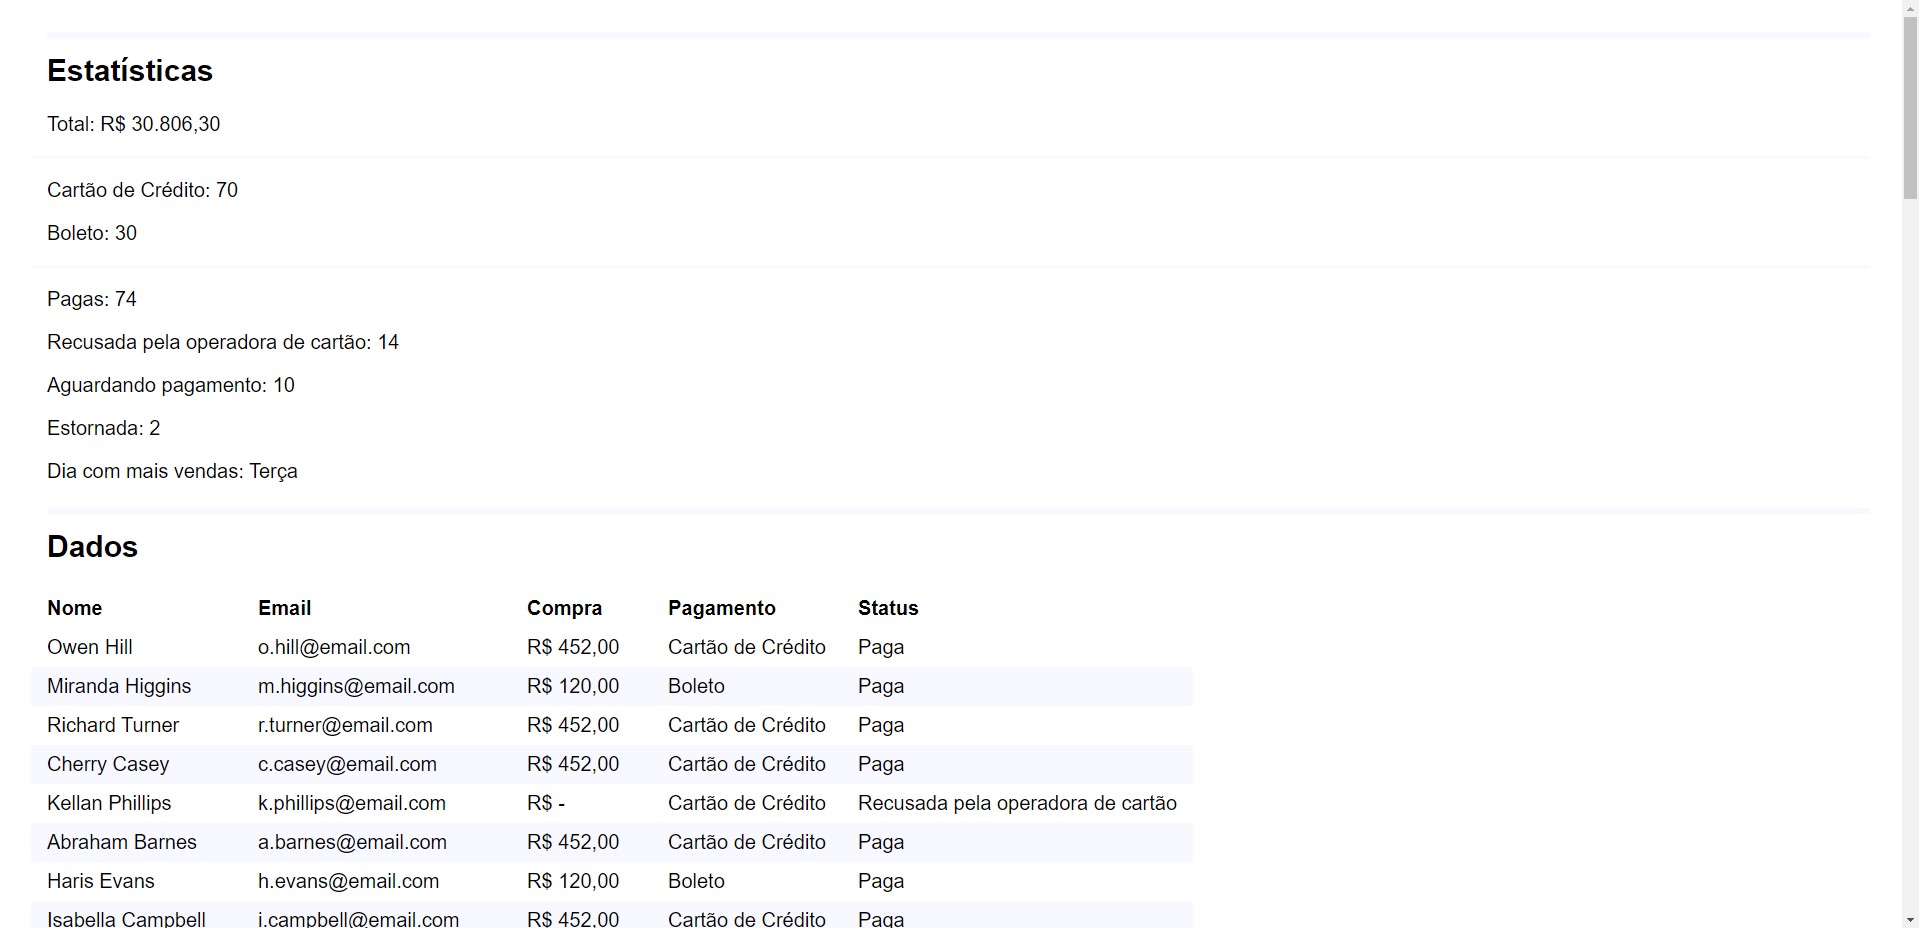 Estatísticas
Total: R$ 30.806,30
Cartão de Crédito: 70
Boleto: 30
Pagas: 74
Recusada pela operadora de cartão: 14
Aguardando pagamento: 10
Estornada: 2
Dia com mais vendas: Terça
Dados
Nome Email Compra Pagamento Status
Owen Hill o.hill@email.com R$ 452,00 Cartão de Crédito Paga
Miranda Higgins m.higgins@email.com R$ 120,00 Boleto Paga
Richard Turner r.turner@email.com R$ 452,00 Cartão de Crédito Paga
Cherry Casey c.casey@email.com R$ 452,00 Cartão de Crédito Paga
Kellan Phillips k.phillips@email.com R$ - Cartão de Crédito Recusada pela operadora de cartão
Abraham Barnes a.barnes@email.com R$ 452,00 Cartão de Crédito Paga
Haris Evans h.evans@email.com R$ 120,00 Boleto Paga
Isabella Campbell i.campbell@email.com R$ 452,00 Cartão de Crédito Paga